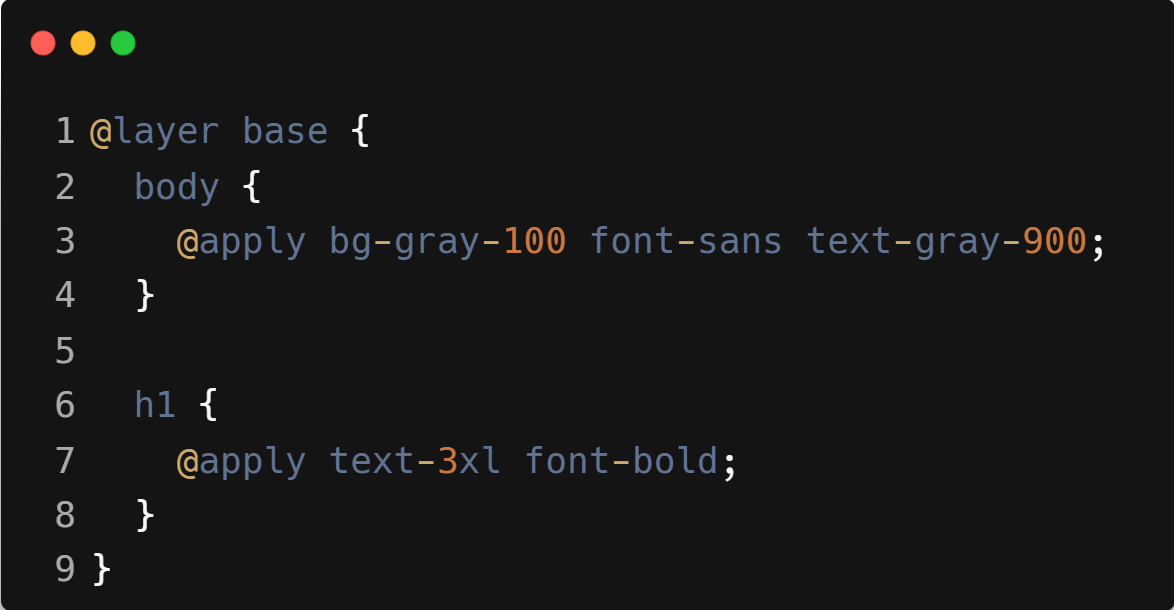 1 @layer base {
2   body {
3     @apply bg-gray-100 font-sans text-gray-900;
4   }
5
6   h1 {
7     @apply text-3xl font-bold;
8   }
9 }